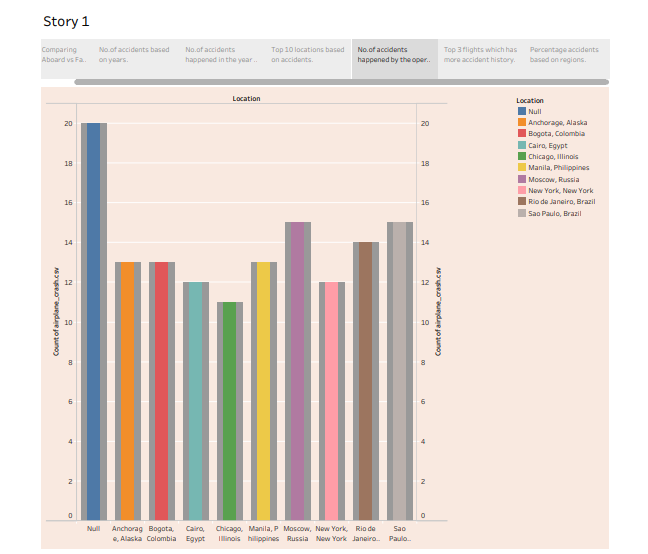 Story 1
Comparing
Aboard vs Fa..
No.of accidents based
on years.
No.of accidents
happened in the year ..
Top 10 locations based
on accidents.
No.of accidents
happened by the oper..
Top 3 flights which has
more accident history.
Percentage accidents
based on regions.
Location
Count of airplane_crash.csv
20
18
16
14
12
10
8
6
4
2
0
20
18
16
14
12
10
8
6
4
2
0
Count of airplane_crash.csv
Null
Anchorag
e, Alaska
Bogota,
Colombia
Cairo,
Egypt
Chicago,
Illinois
Manila, P
hilippines
Moscow,
Russia
New York,
New York
Rio de
Janeiro..
Sao
Paulo..
Location
Null
Anchorage, Alaska
Bogota, Colombia
Cairo, Egypt
Chicago, Illinois
Manila, Philippines
Moscow, Russia
New York, New York
Rio de Janeiro, Brazil
Sao Paulo, Brazil